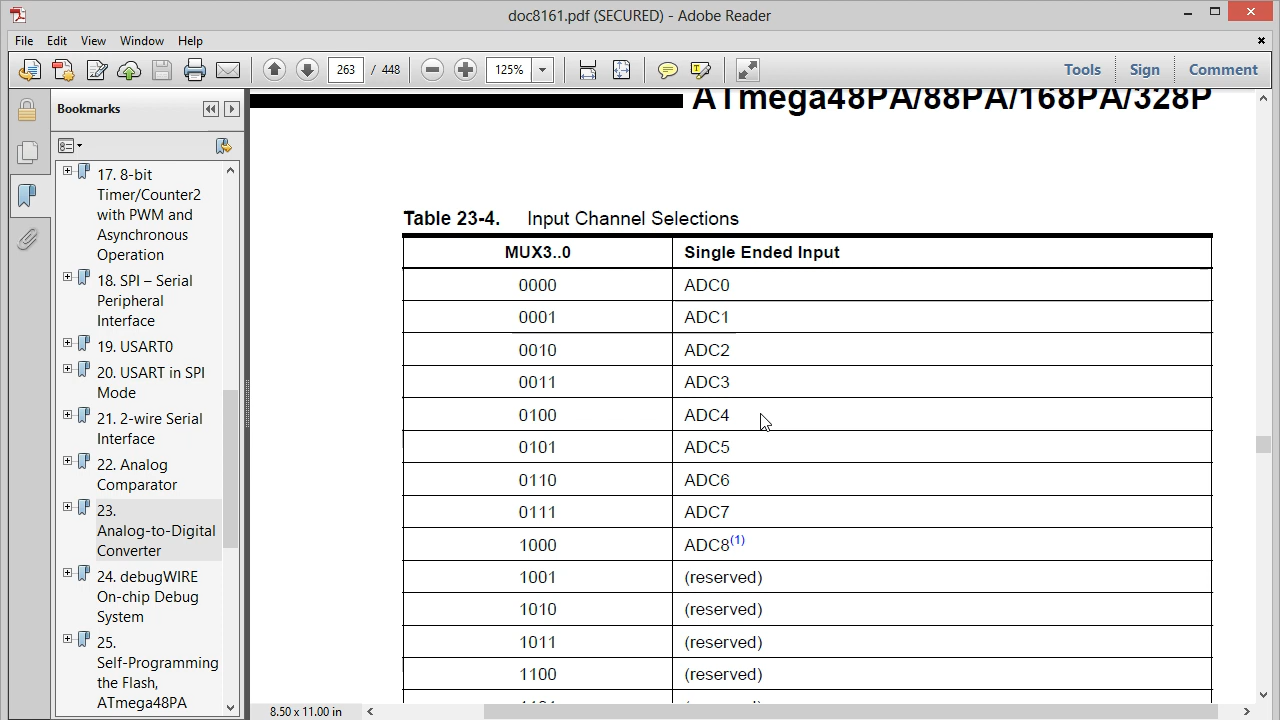 doc8161.pdf (SECURED) - Adobe Reader
File Edit View Window Help
263 / 448 125% Tools Sign Comment
Bookmarks
17. 8-bit
Timer/Counter2
with PWM and
Asynchronous
Operation
18. SPI – Serial
Peripheral
Interface
19. USART0
20. USART in SPI
Mode
21. 2-wire Serial
Interface
22. Analog
Comparator
23.
Analog-to-Digital
Converter
24. debugWIRE
On-chip Debug
System
25.
Self-Programming
the Flash,
ATmega48PA
ATmega48PA/88PA/168PA/328P
Table 23-4. Input Channel Selections
MUX3..0 Single Ended Input
0000 ADC0
0001 ADC1
0010 ADC2
0011 ADC3
0100 ADC4
0101 ADC5
0110 ADC6
0111 ADC7
1000 ADC8(1)
1001 (reserved)
1010 (reserved)
1011 (reserved)
1100 (reserved)
8.50 x 11.00 in